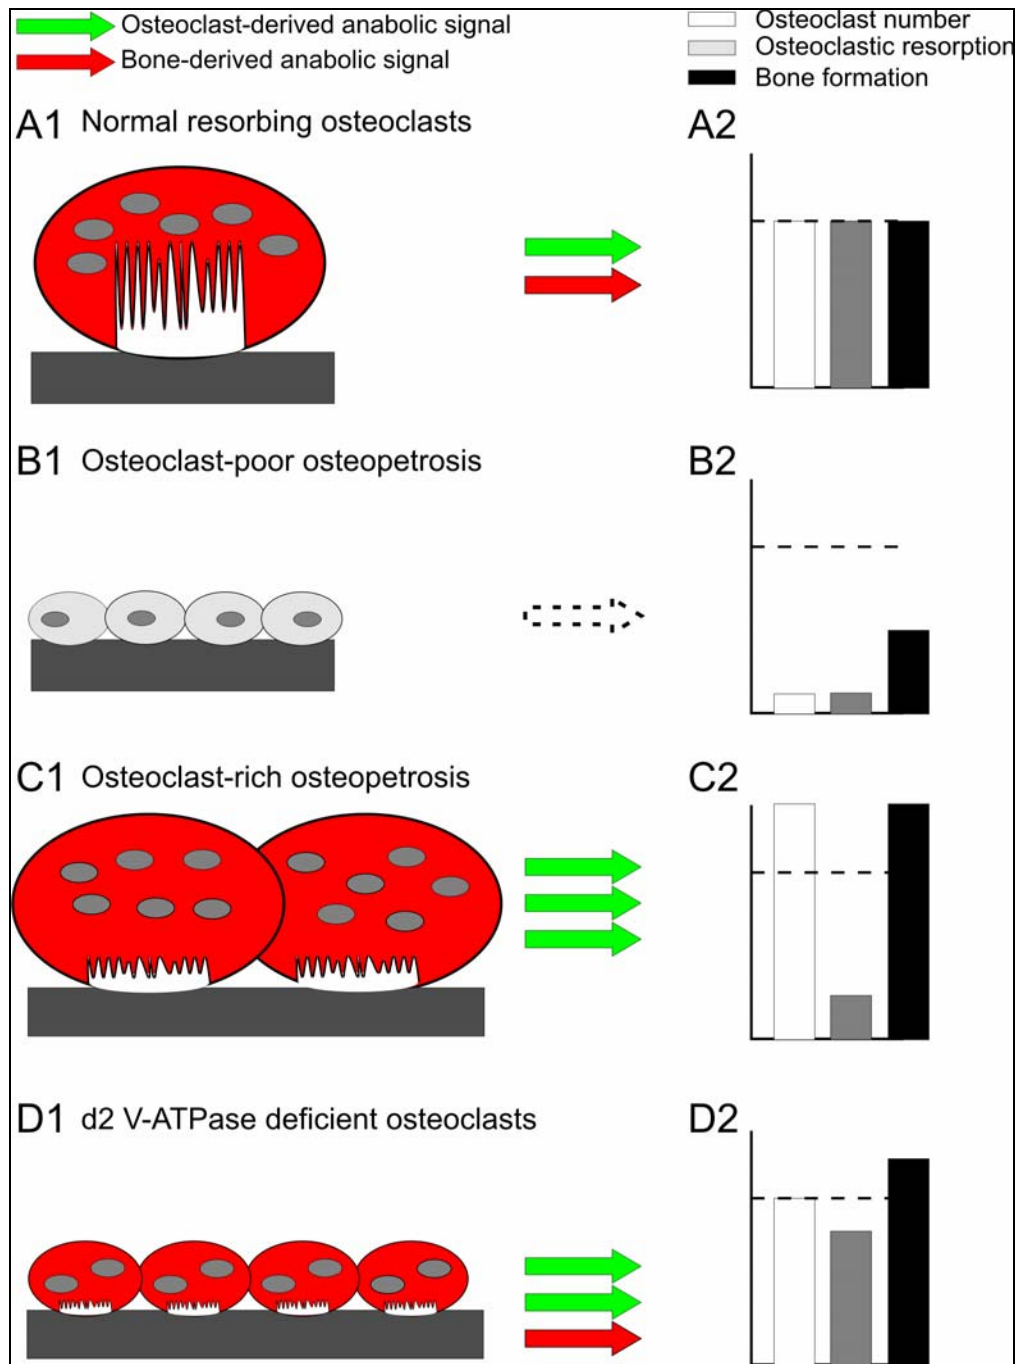 Osteoclast-derived anabolic signal
Bone-derived anabolic signal
Osteoclast number
Osteoclastic resorption
Bone formation
A1 Normal resorbing osteoclasts
A2
B1 Osteoclast-poor osteopetrosis
B2
C1 Osteoclast-rich osteopetrosis
C2
D1 d2 V-ATPase deficient osteoclasts
D2